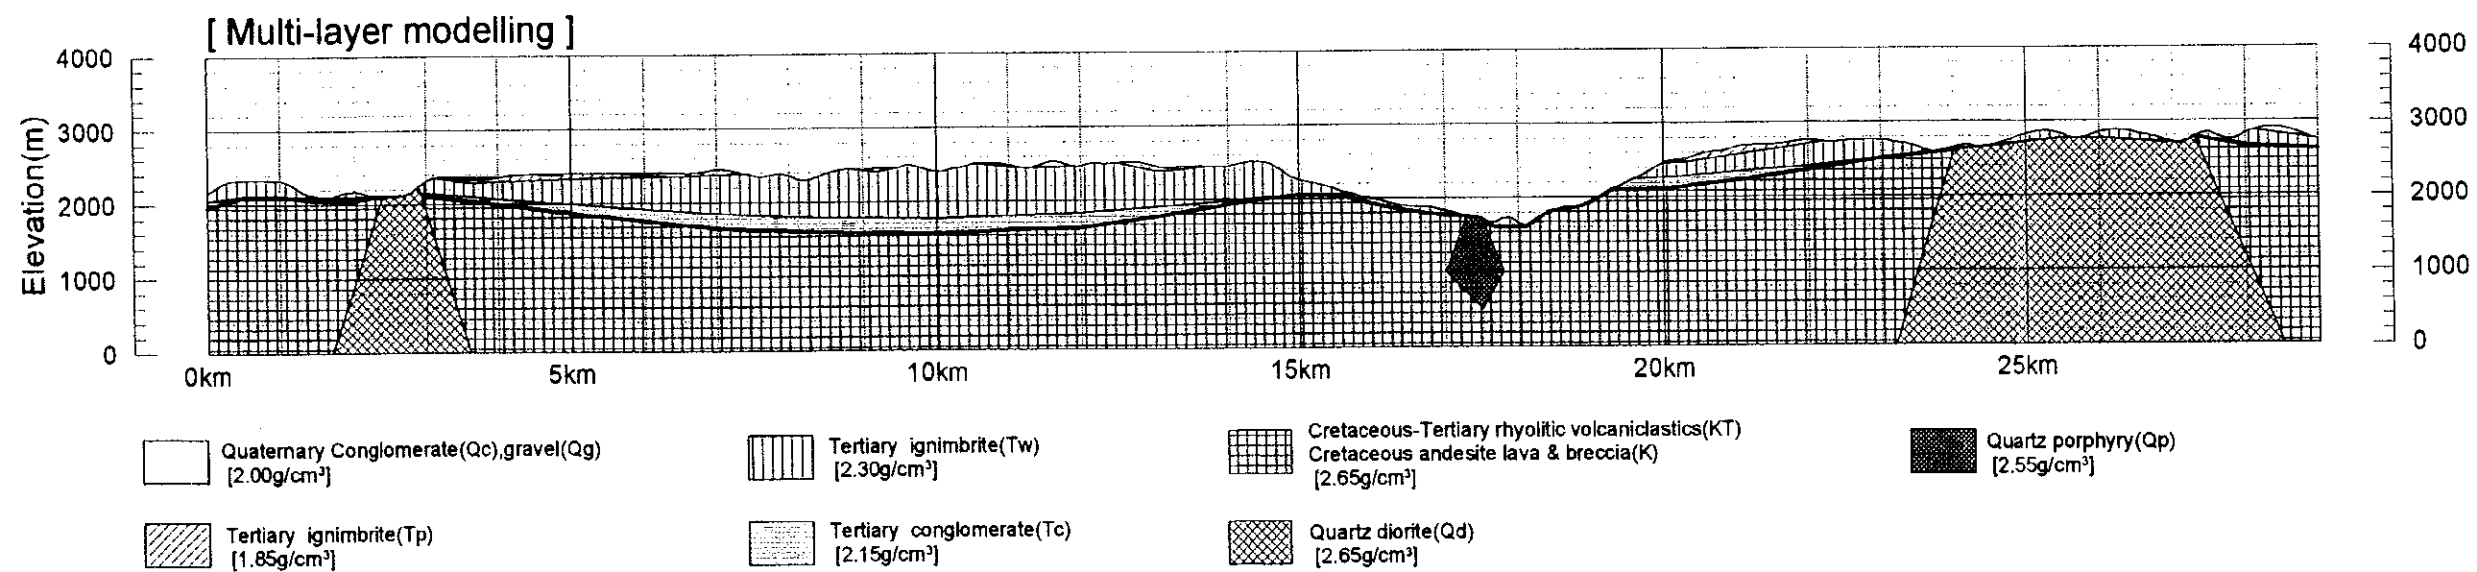 [ Multi-layer modelling ]
4000
3000
2000
1000
0
Elevation(m)
4000
3000
2000
1000
0
0km
5km
10km
15km
20km
25km
Quaternary Conglomerate(Qc),gravel(Qg)
[2.00g/cm³]
Tertiary ignimbrite(Tw)
[2.30g/cm³]
Cretaceous-Tertiary rhyolitic volcaniclastics(KT)
Cretaceous andesite lava & breccia(K)
[2.65g/cm³]
Quartz porphyry(Qp)
[2.55g/cm³]
Tertiary ignimbrite(Tp)
[1.85g/cm³]
Tertiary conglomerate(Tc)
[2.15g/cm³]
Quartz diorite(Qd)
[2.65g/cm³]